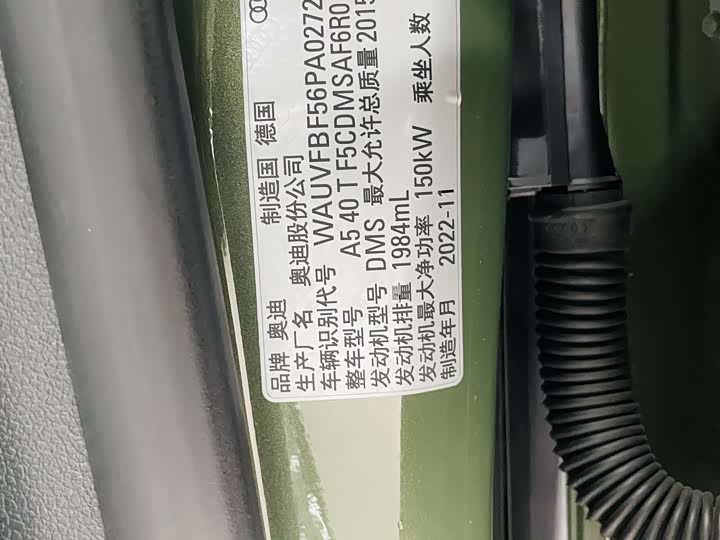 品牌 奥迪 制造国 德国
生产厂名 奥迪股份公司
车辆识别代号 WAUVFBF56PA0272
整车型号 A5 40 T F5CDMSAF6R0
发动机型号 DMS 最大允许总质量 2015
发动机排量 1984mL
发动机最大净功率 150kW 乘坐人数
制造年月 2022-11